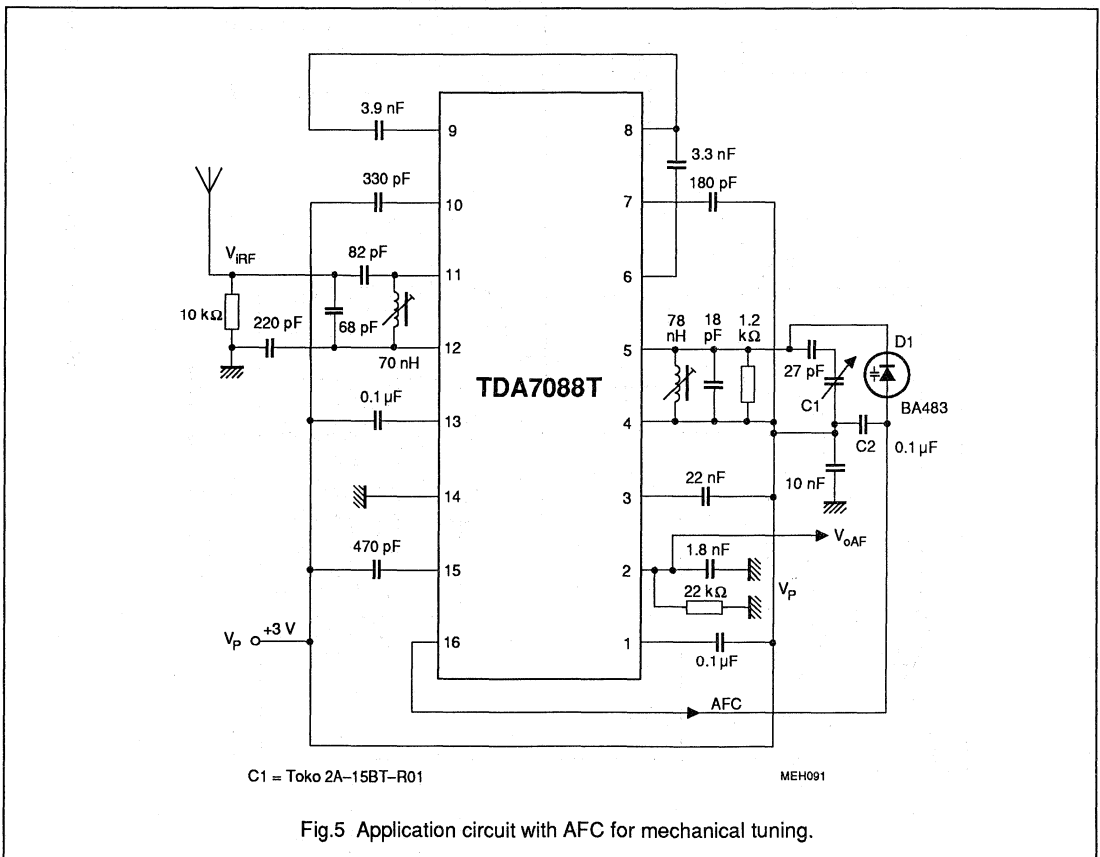 3.9 nF
9
8
3.3 nF
330 pF
10
7
180 pF
ViRF
82 pF
11
6
10 kΩ
220 pF
68 pF
12
70 nH
TDA7088T
78 nH
18 pF
1.2 kΩ
5
27 pF
D1
C1
BA483
0.1 µF
13
4
C2
0.1 µF
10 nF
14
3
22 nF
VoAF
470 pF
15
2
1.8 nF
22 kΩ
VP
VP
+3 V
16
1
0.1 µF
AFC
C1 = Toko 2A–15BT–R01
MEH091
Fig.5 Application circuit with AFC for mechanical tuning.